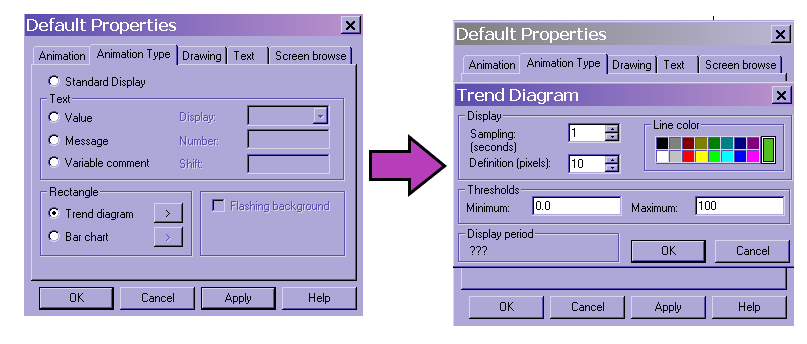 Default Properties
Animation Animation Type Drawing Text Screen browse
Standard Display
Text
Value Display:
Message Number:
Variable comment Shift:
Rectangle
Trend diagram >
Flashing background
Bar chart >
OK Cancel Apply Help
Default Properties
Animation Animation Type Drawing Text Screen browse
Trend Diagram
Display
Sampling: 1
(seconds)
Definition (pixels): 10
Line color
Thresholds
Minimum: 0.0 Maximum: 100
Display period
??? OK Cancel
OK Cancel Apply Help